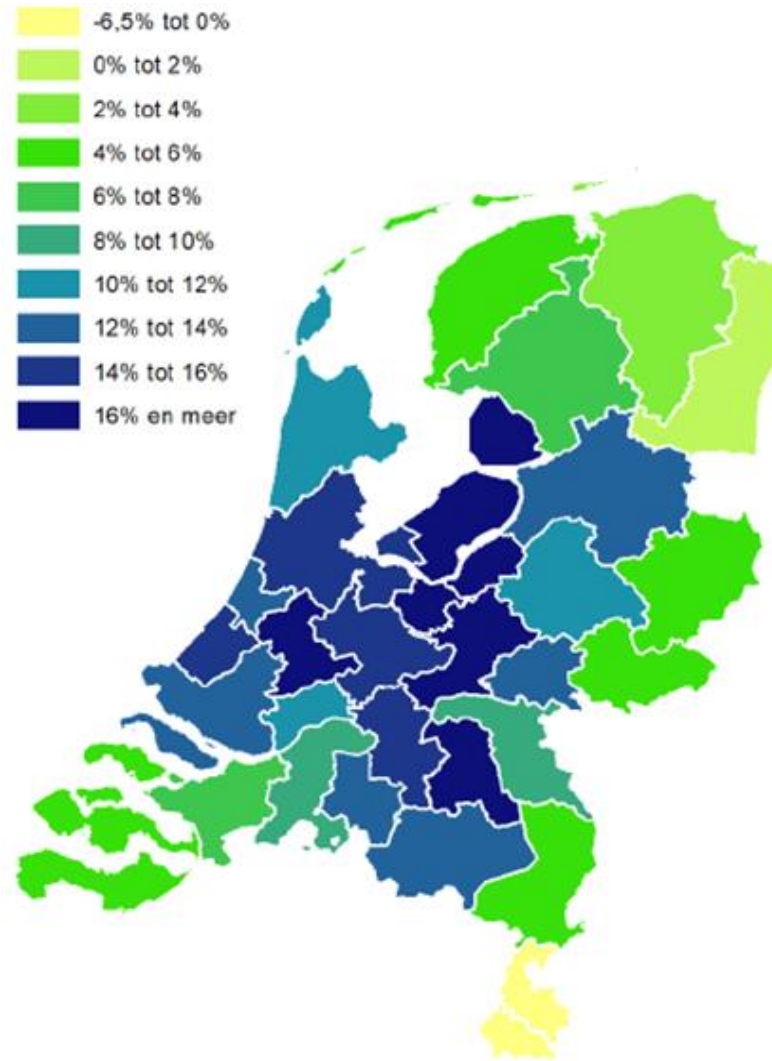 -6,5% tot 0%
0% tot 2%
2% tot 4%
4% tot 6%
6% tot 8%
8% tot 10%
10% tot 12%
12% tot 14%
14% tot 16%
16% en meer